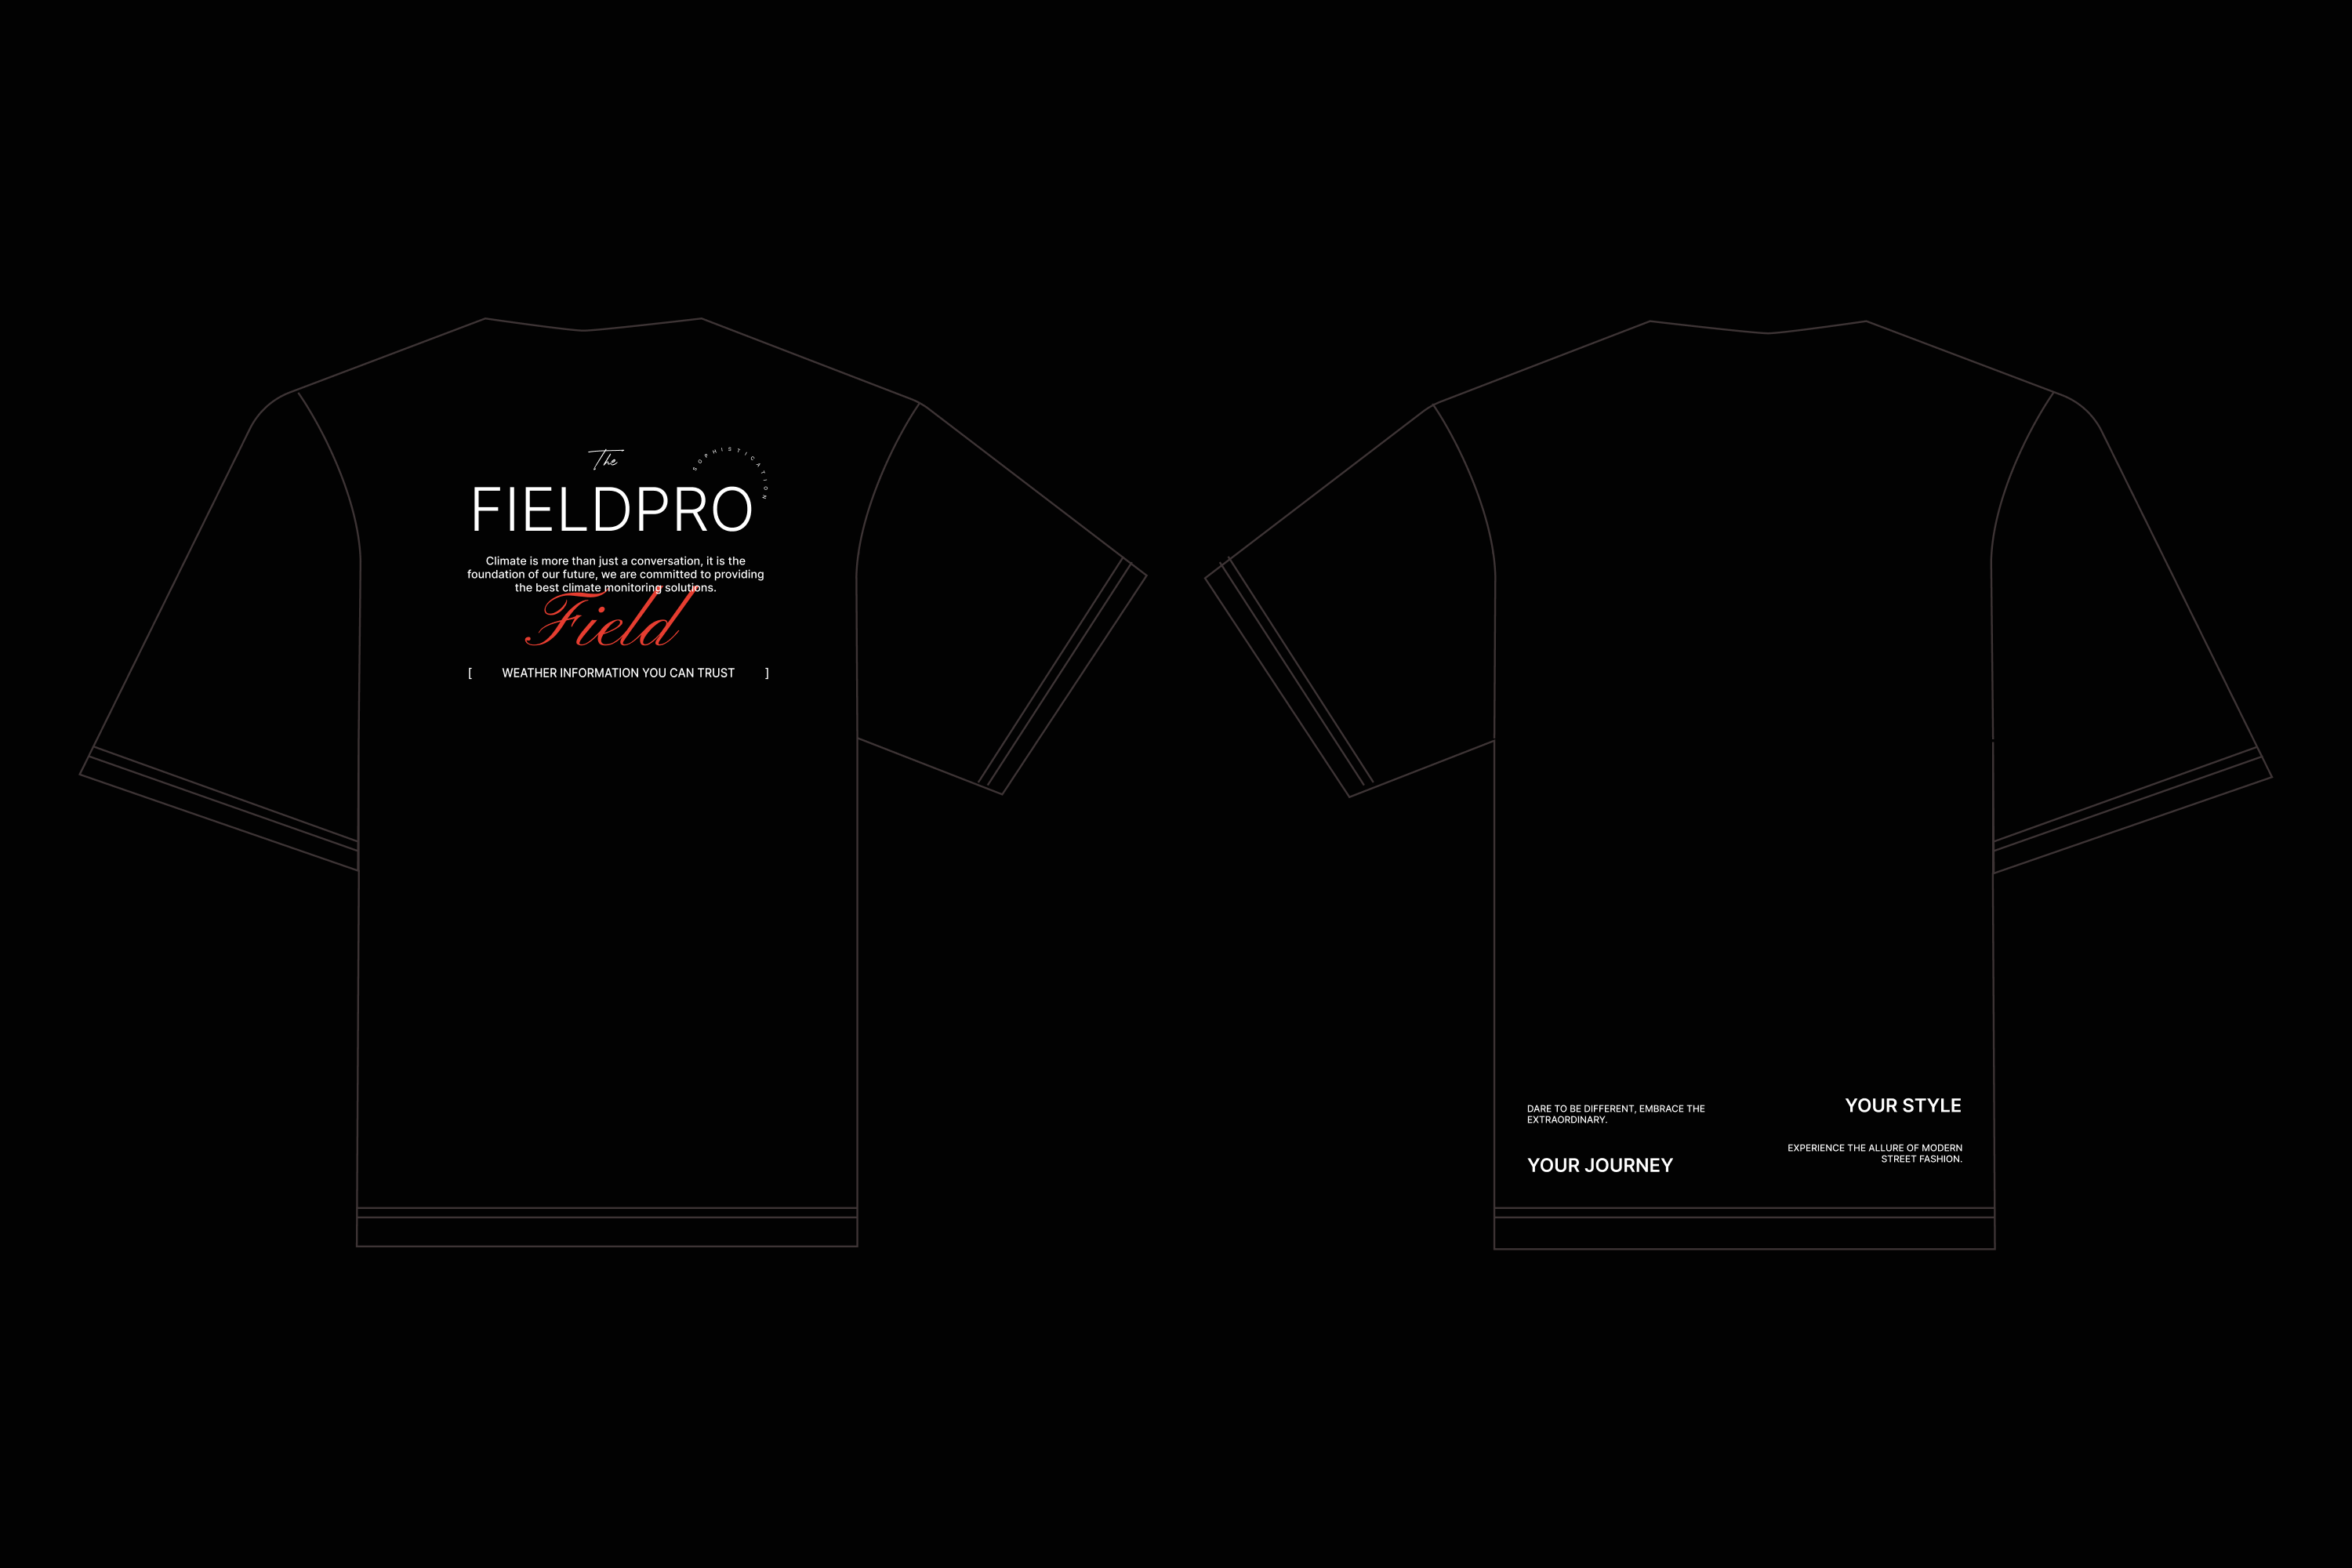 The
SOPHISTICATION
FIELDPRO
Climate is more than just a conversation, it is the
foundation of our future, we are committed to providing
the best climate monitoring solutions.
Field
[ WEATHER INFORMATION YOU CAN TRUST ]
DARE TO BE DIFFERENT, EMBRACE THE
EXTRAORDINARY.
YOUR JOURNEY
YOUR STYLE
EXPERIENCE THE ALLURE OF MODERN
STREET FASHION.